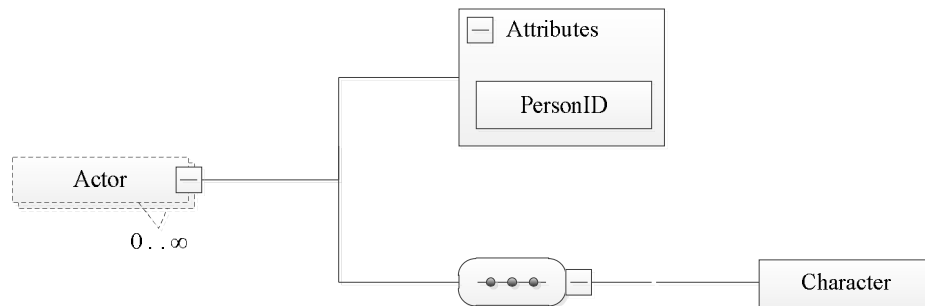 Attributes
PersonID
Actor
0 . . ∞
Character